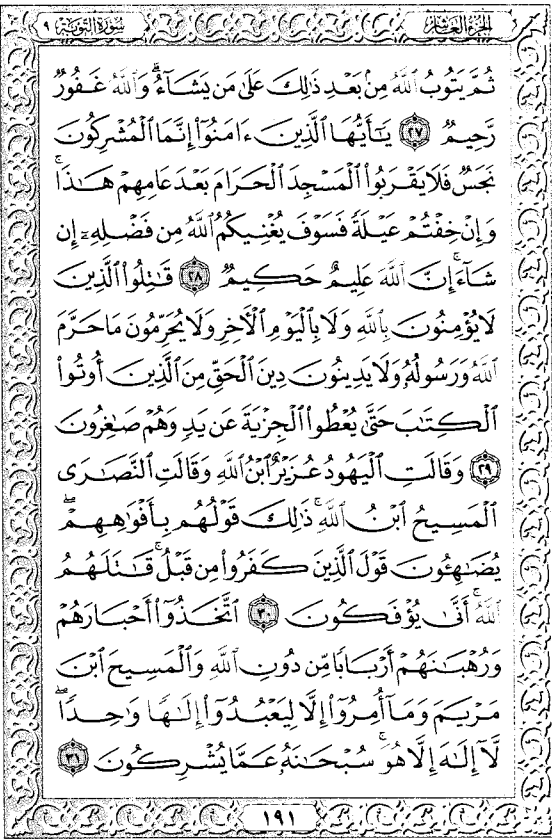 الجزء العاشر
سورة التوبة ٩
ثُمَّ يَتُوبُ ٱللَّهُ مِنۢ بَعْدِ ذَٰلِكَ عَلَىٰ مَن يَشَآءُۗ وَٱللَّهُ غَفُورٌ
رَّحِيمٌ ٢٧ يَٰٓأَيُّهَا ٱلَّذِينَ ءَامَنُوٓا۟ إِنَّمَا ٱلْمُشْرِكُونَ
نَجَسٌ فَلَا يَقْرَبُوا۟ ٱلْمَسْجِدَ ٱلْحَرَامَ بَعْدَ عَامِهِمْ هَٰذَاۚ
وَإِنْ خِفْتُمْ عَيْلَةً فَسَوْفَ يُغْنِيكُمُ ٱللَّهُ مِن فَضْلِهِۦٓ إِن
شَآءَۚ إِنَّ ٱللَّهَ عَلِيمٌ حَكِيمٌ ٢٨ قَٰتِلُوا۟ ٱلَّذِينَ
لَا يُؤْمِنُونَ بِٱللَّهِ وَلَا بِٱلْيَوْمِ ٱلْءَاخِرِ وَلَا يُحَرِّمُونَ مَا حَرَّمَ
ٱللَّهُ وَرَسُولُهُۥ وَلَا يَدِينُونَ دِينَ ٱلْحَقِّ مِنَ ٱلَّذِينَ أُوتُوا۟
ٱلْكِتَٰبَ حَتَّىٰ يُعْطُوا۟ ٱلْجِزْيَةَ عَن يَدٍ وَهُمْ صَٰغِرُونَ
٢٩ وَقَالَتِ ٱلْيَهُودُ عُزَيْرٌ ٱبْنُ ٱللَّهِ وَقَالَتِ ٱلنَّصَٰرَى
ٱلْمَسِيحُ ٱبْنُ ٱللَّهِۖ ذَٰلِكَ قَوْلُهُم بِأَفْوَٰهِهِمْۖ
يُضَٰهِـُٔونَ قَوْلَ ٱلَّذِينَ كَفَرُوا۟ مِن قَبْلُۚ قَٰتَلَهُمُ
ٱللَّهُۚ أَنَّىٰ يُؤْفَكُونَ ٣٠ ٱتَّخَذُوٓا۟ أَحْبَارَهُمْ
وَرُهْبَٰنَهُمْ أَرْبَابًا مِّن دُونِ ٱللَّهِ وَٱلْمَسِيحَ ٱبْنَ
مَرْيَمَ وَمَآ أُمِرُوٓا۟ إِلَّا لِيَعْبُدُوٓا۟ إِلَٰهًا وَٰحِدًاۖ
لَّآ إِلَٰهَ إِلَّا هُوَۚ سُبْحَٰنَهُۥ عَمَّا يُشْرِكُونَ ٣١
١٩١